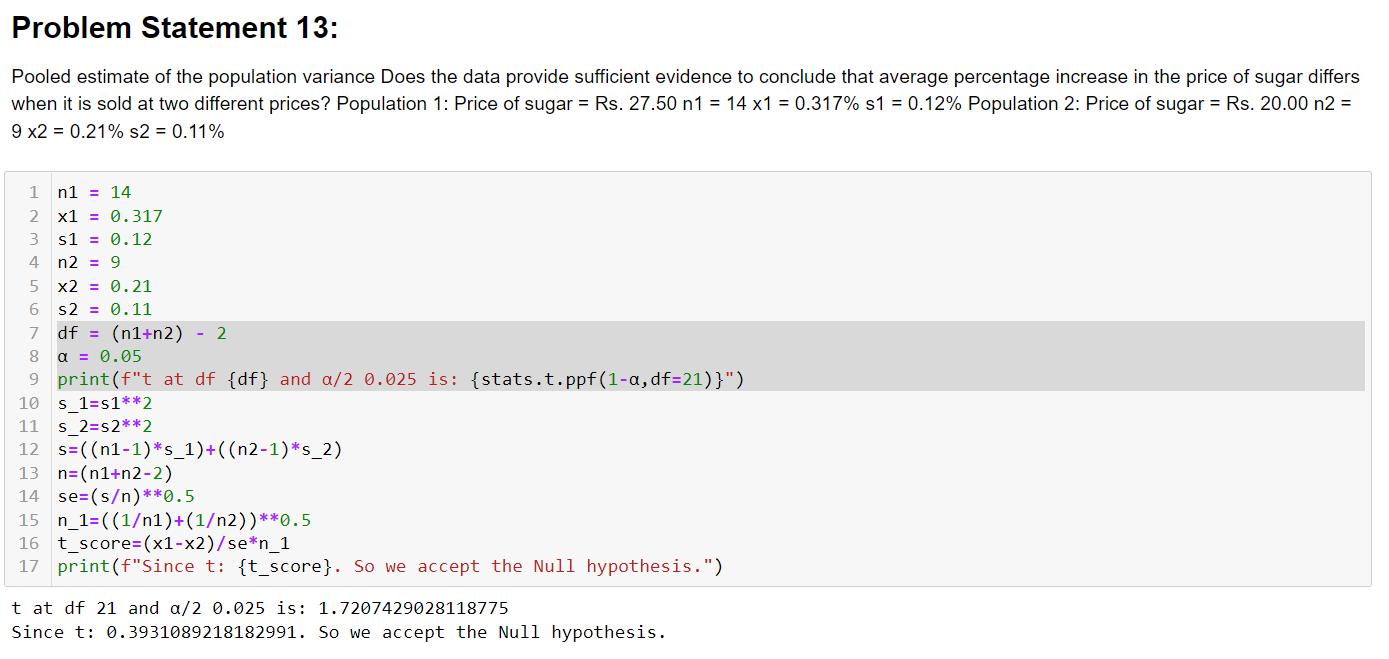 Problem Statement 13:
Pooled estimate of the population variance Does the data provide sufficient evidence to conclude that average percentage increase in the price of sugar differs
when it is sold at two different prices? Population 1: Price of sugar = Rs. 27.50 n1 = 14 x1 = 0.317% s1 = 0.12% Population 2: Price of sugar = Rs. 20.00 n2 =
9 x2 = 0.21% s2 = 0.11%
1 n1 = 14
2 x1 = 0.317
3 s1 = 0.12
4 n2 = 9
5 x2 = 0.21
6 s2 = 0.11
7 df = (n1+n2) - 2
8 α = 0.05
9 print(f"t at df {df} and α/2 0.025 is: {stats.t.ppf(1-α,df=21)}")
10 s_1=s1**2
11 s_2=s2**2
12 s=((n1-1)*s_1)+((n2-1)*s_2)
13 n=(n1+n2-2)
14 se=(s/n)**0.5
15 n_1=((1/n1)+(1/n2))**0.5
16 t_score=(x1-x2)/se*n_1
17 print(f"Since t: {t_score}. So we accept the Null hypothesis.")
t at df 21 and α/2 0.025 is: 1.7207429028118775
Since t: 0.3931089218182991. So we accept the Null hypothesis.